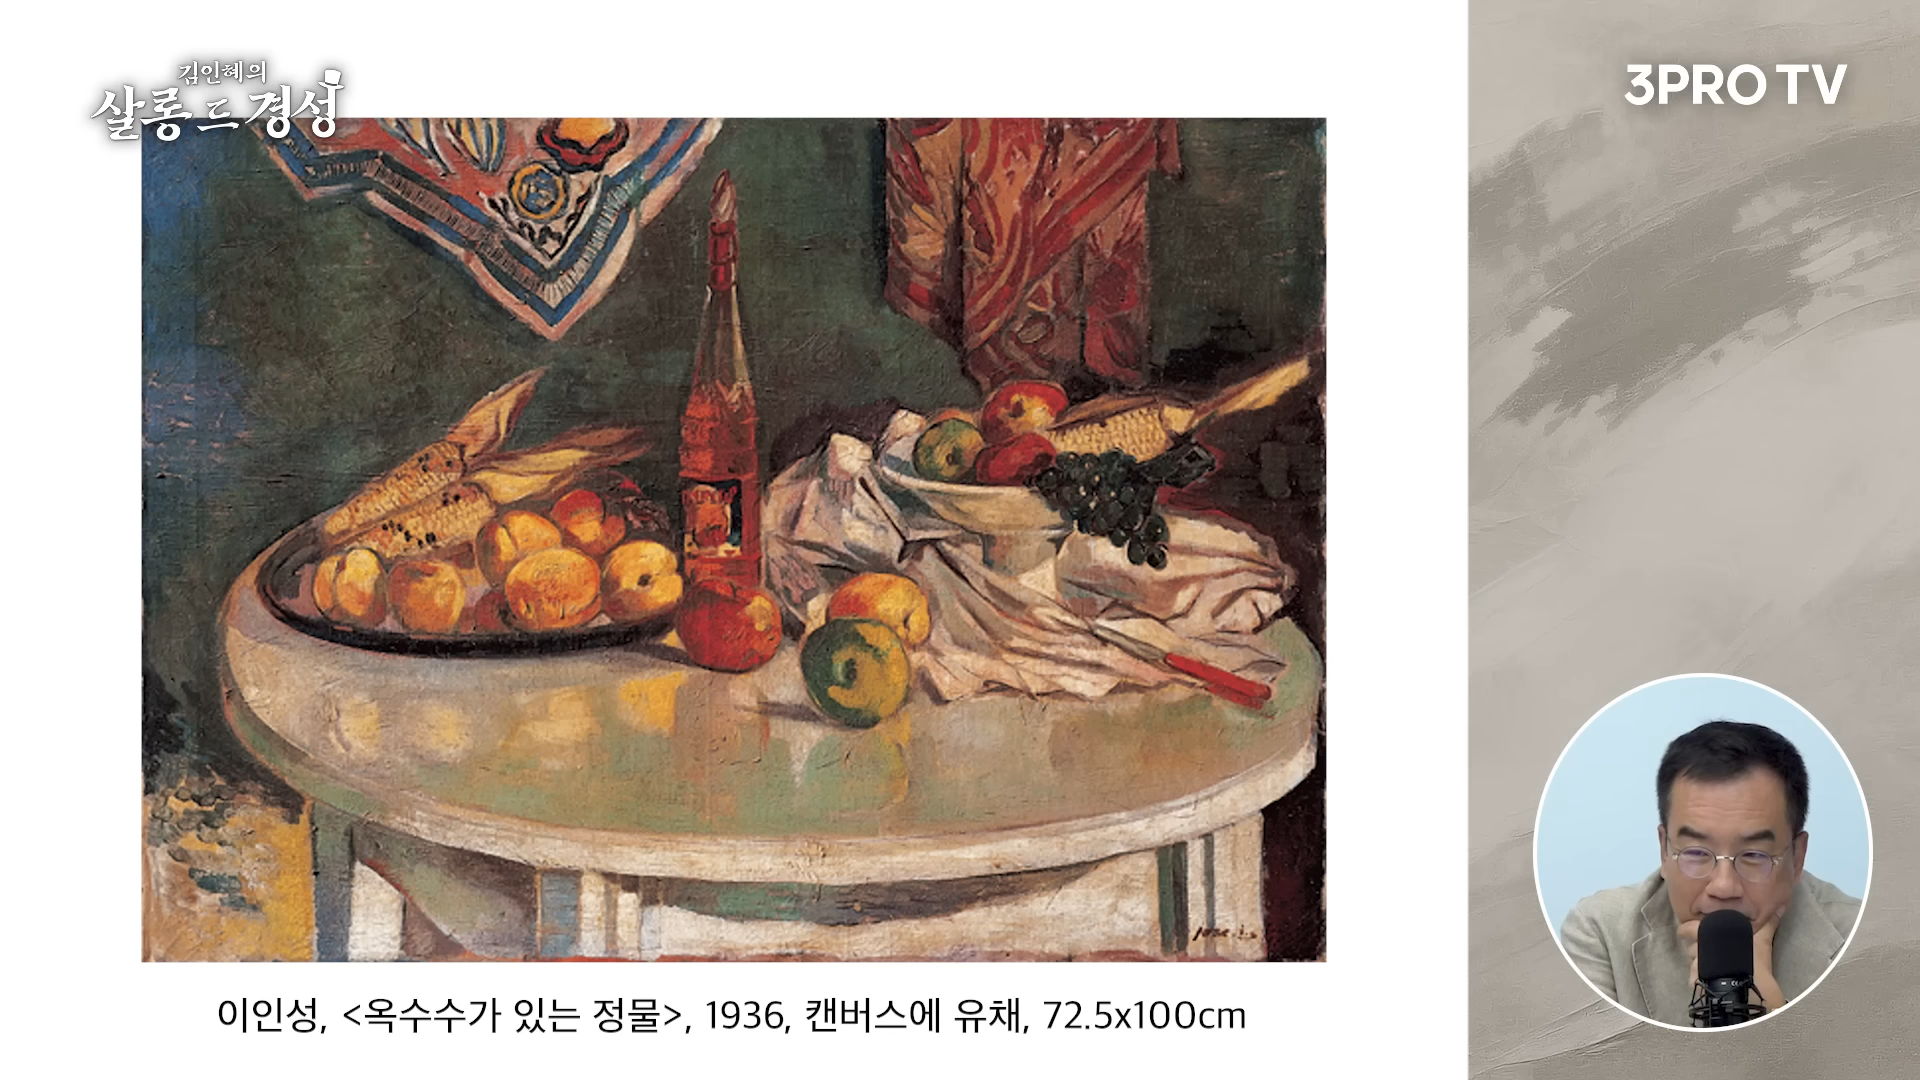 김인혜의
살롱 드 경성
3PRO TV
이인성, <옥수수가 있는 정물>, 1936, 캔버스에 유채, 72.5x100cm